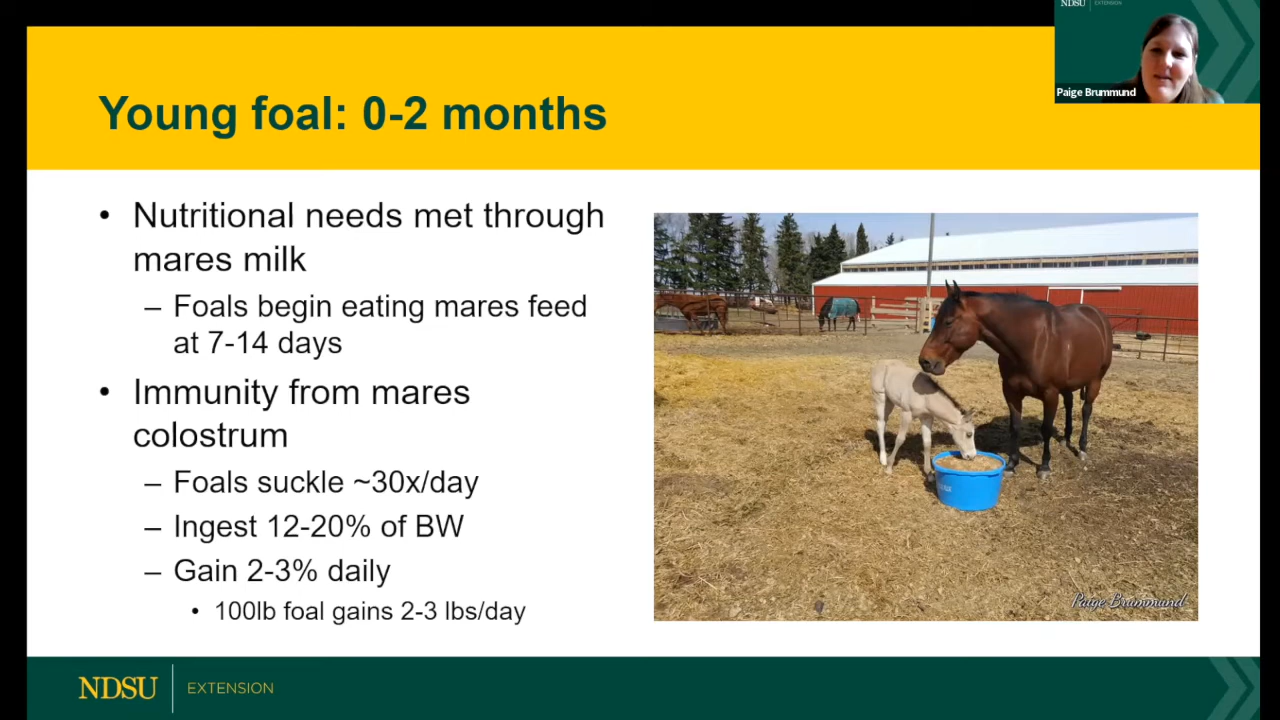 NDSU EXTENSION
Paige Brummund
Young foal: 0-2 months
• Nutritional needs met through
mares milk
– Foals begin eating mares feed
at 7-14 days
• Immunity from mares
colostrum
– Foals suckle ~30x/day
– Ingest 12-20% of BW
– Gain 2-3% daily
• 100lb foal gains 2-3 lbs/day
Paige Brummund
NDSU EXTENSION